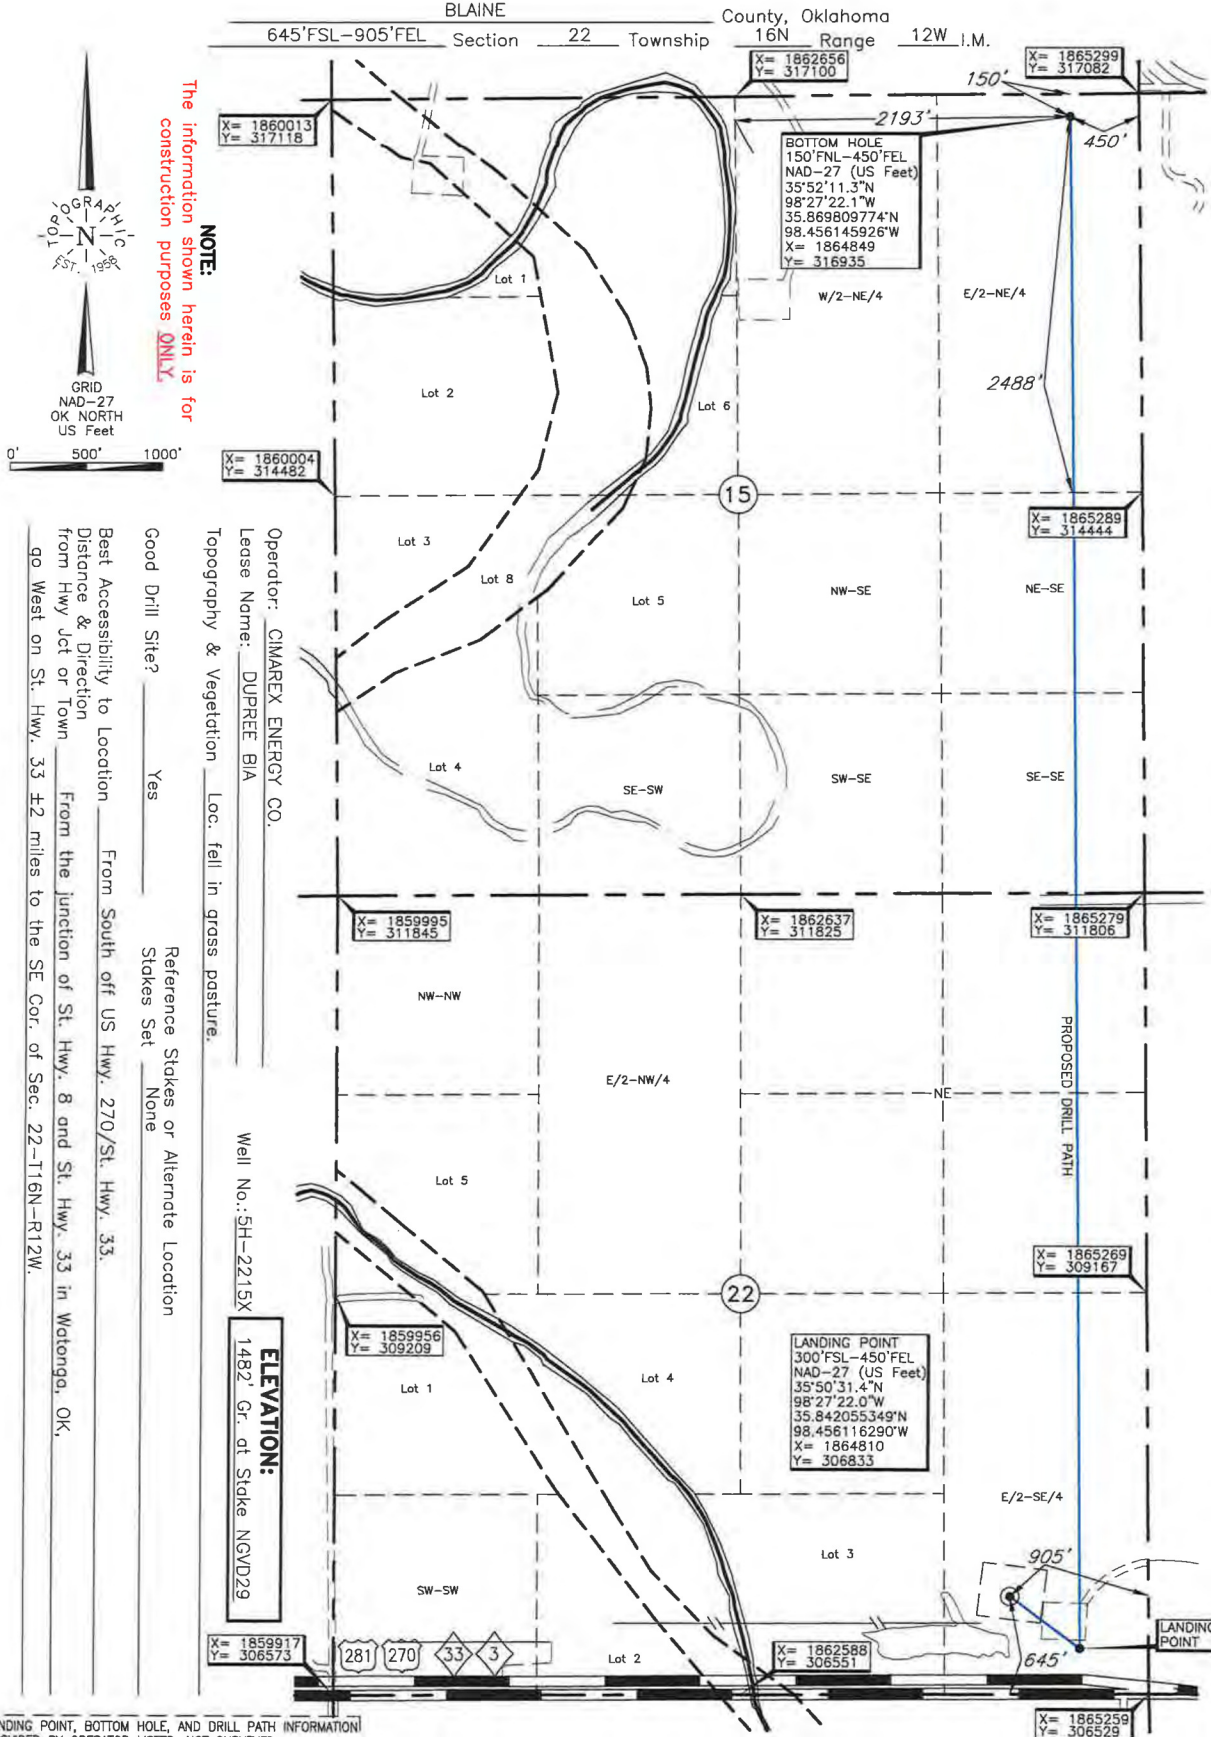 BLAINE County, Oklahoma
645'FSL-905'FEL Section 22 Township 16N Range 12W I.M.
X= 1862656
Y= 317100
X= 1865299
Y= 317082
150'
2193'
450'
X= 1860013
Y= 317118
BOTTOM HOLE
150'FNL-450'FEL
NAD-27 (US Feet)
35°52'11.3"N
98°27'22.1"W
35.869809774°N
98.456145926°W
X= 1864849
Y= 316935
TOPOGRAPHIC
N
EST. 1958
GRID
NAD-27
OK NORTH
US Feet
0' 500' 1000'
NOTE:
The information shown herein is for
construction purposes ONLY.
Lot 1
W/2-NE/4
E/2-NE/4
Lot 2
2488'
Lot 6
X= 1860004
Y= 314482
15
X= 1865289
Y= 314444
Lot 3
Lot 8
Lot 5
NW-SE
NE-SE
Lot 4
SE-SW
SW-SE
SE-SE
X= 1859995
Y= 311845
X= 1862637
Y= 311825
X= 1865279
Y= 311806
NW-NW
E/2-NW/4
NE
PROPOSED DRILL PATH
Lot 5
X= 1865269
Y= 309167
22
X= 1859956
Y= 309209
Lot 1
Lot 4
LANDING POINT
300'FSL-450'FEL
NAD-27 (US Feet)
35°50'31.4"N
98°27'22.0"W
35.842055349°N
98.456116290°W
X= 1864810
Y= 306833
E/2-SE/4
Lot 3
905'
SW-SW
LANDING
POINT
645'
X= 1859917
Y= 306573
281 270 33 3
Lot 2
X= 1862588
Y= 306551
X= 1865259
Y= 306529
Operator: CIMAREX ENERGY CO.
Lease Name: DUPREE BIA Well No.: 5H-2215X
ELEVATION:
1482' Gr. at Stake NGVD29
Topography & Vegetation Loc. fell in grass pasture.
Good Drill Site? Yes
Reference Stakes or Alternate Location
Stakes Set None
Best Accessibility to Location From South off US Hwy. 270/St. Hwy. 33.
Distance & Direction
from Hwy Jct or Town From the junction of St. Hwy. 8 and St. Hwy. 33 in Watonga, OK,
go West on St. Hwy. 33 ±2 miles to the SE Cor. of Sec. 22-T16N-R12W.
NDING POINT, BOTTOM HOLE, AND DRILL PATH INFORMATION